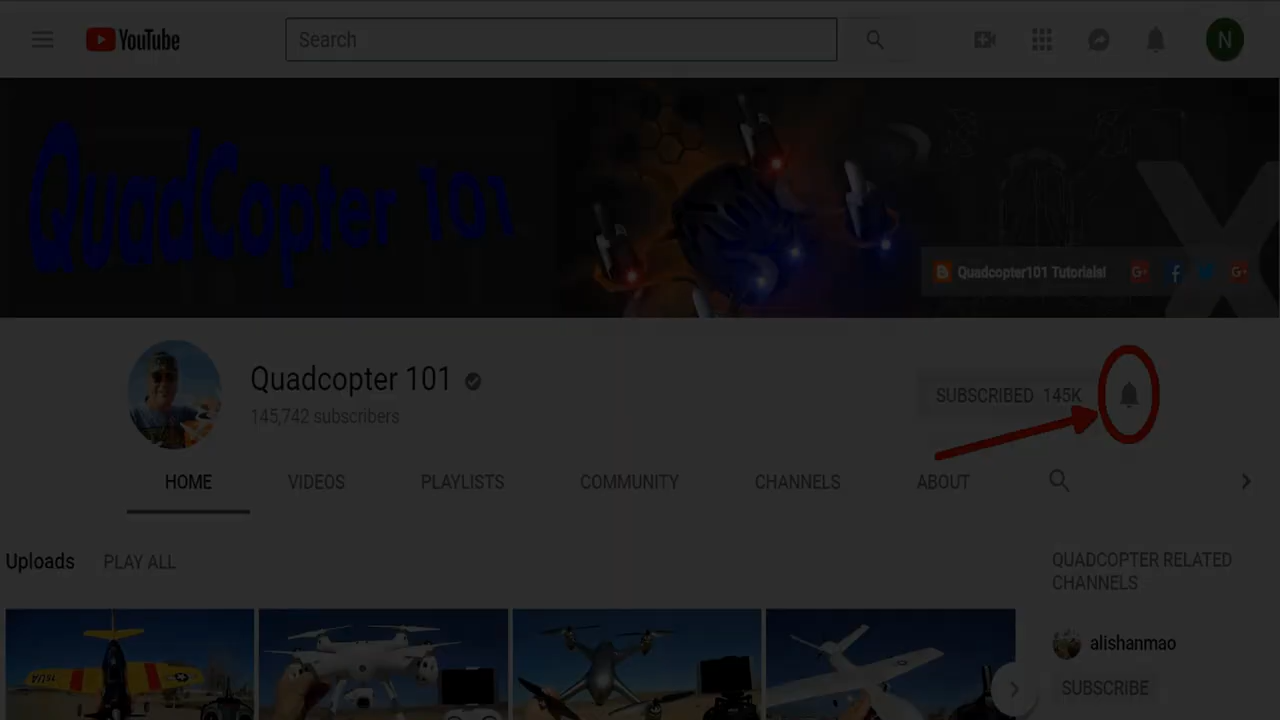 YouTube
Search
N
QuadCopter 101
X
Quadcopter101 Tutorials!
G+
f
G+
Quadcopter 101
145,742 subscribers
SUBSCRIBED 145K
HOME VIDEOS PLAYLISTS COMMUNITY CHANNELS ABOUT
Uploads PLAY ALL
QUADCOPTER RELATED
CHANNELS
alishanmao
SUBSCRIBE